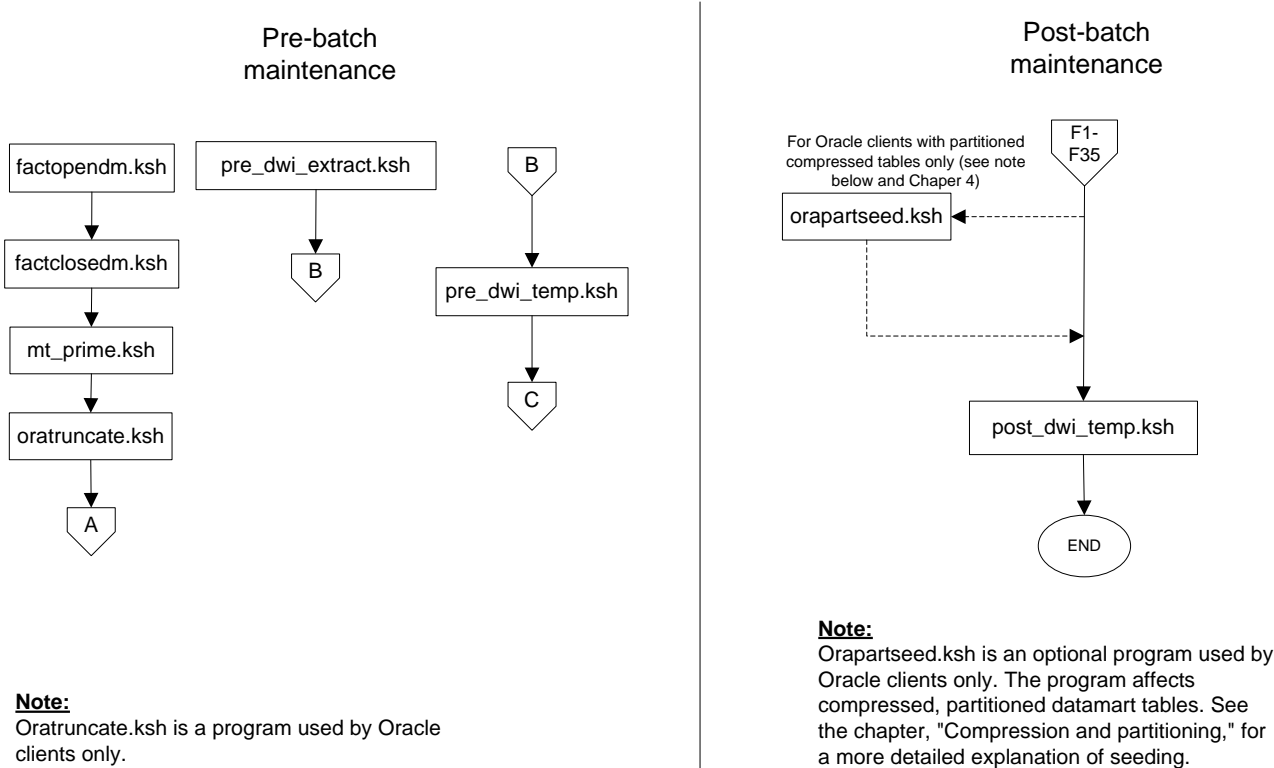 Pre-batch
maintenance
factopendm.ksh
factclosedm.ksh
mt_prime.ksh
oratruncate.ksh
A
pre_dwi_extract.ksh
B
B
pre_dwi_temp.ksh
C
Note:
Oratruncate.ksh is a program used by Oracle
clients only.
Post-batch
maintenance
F1-
F35
For Oracle clients with partitioned
compressed tables only (see note
below and Chaper 4)
orapartseed.ksh
post_dwi_temp.ksh
END
Note:
Orapartseed.ksh is an optional program used by
Oracle clients only. The program affects
compressed, partitioned datamart tables. See
the chapter, "Compression and partitioning," for
a more detailed explanation of seeding.